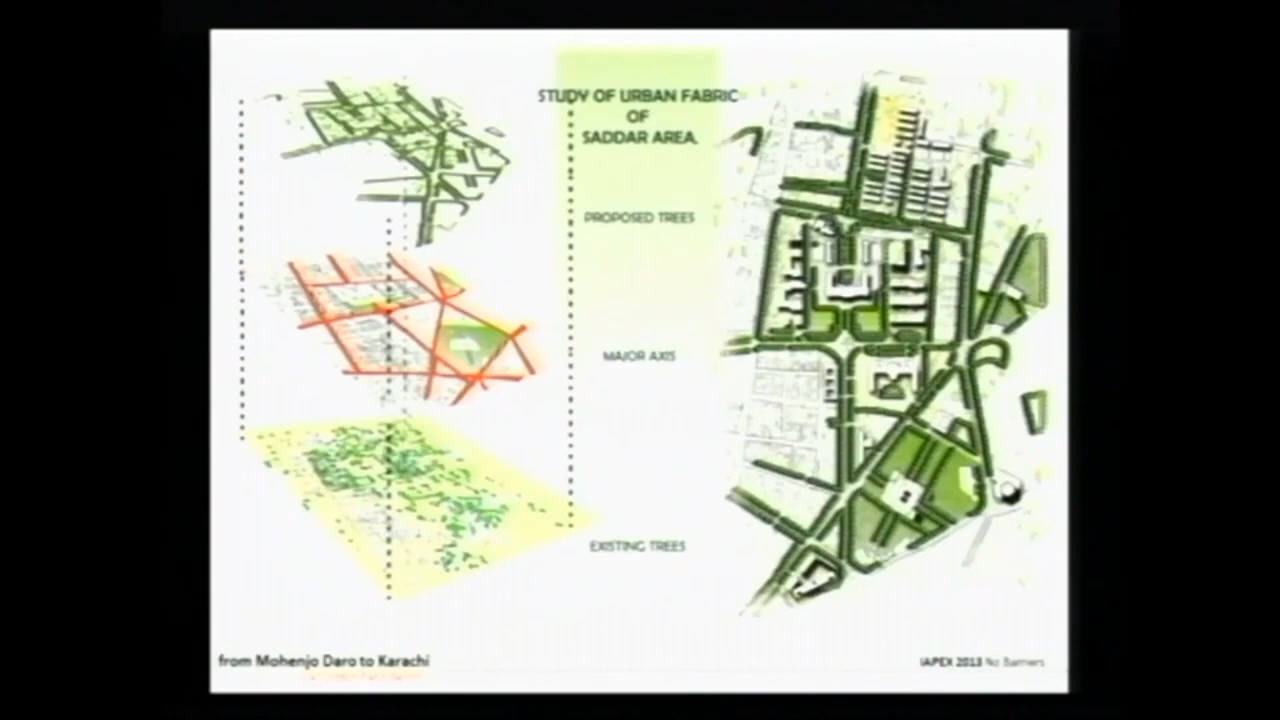 STUDY OF URBAN FABRIC
OF
SADDAR AREA.
PROPOSED TREES
MAJOR AXIS
EXISTING TREES
from Mohenjo Daro to Karachi
IAPEX 2013 No Barriers